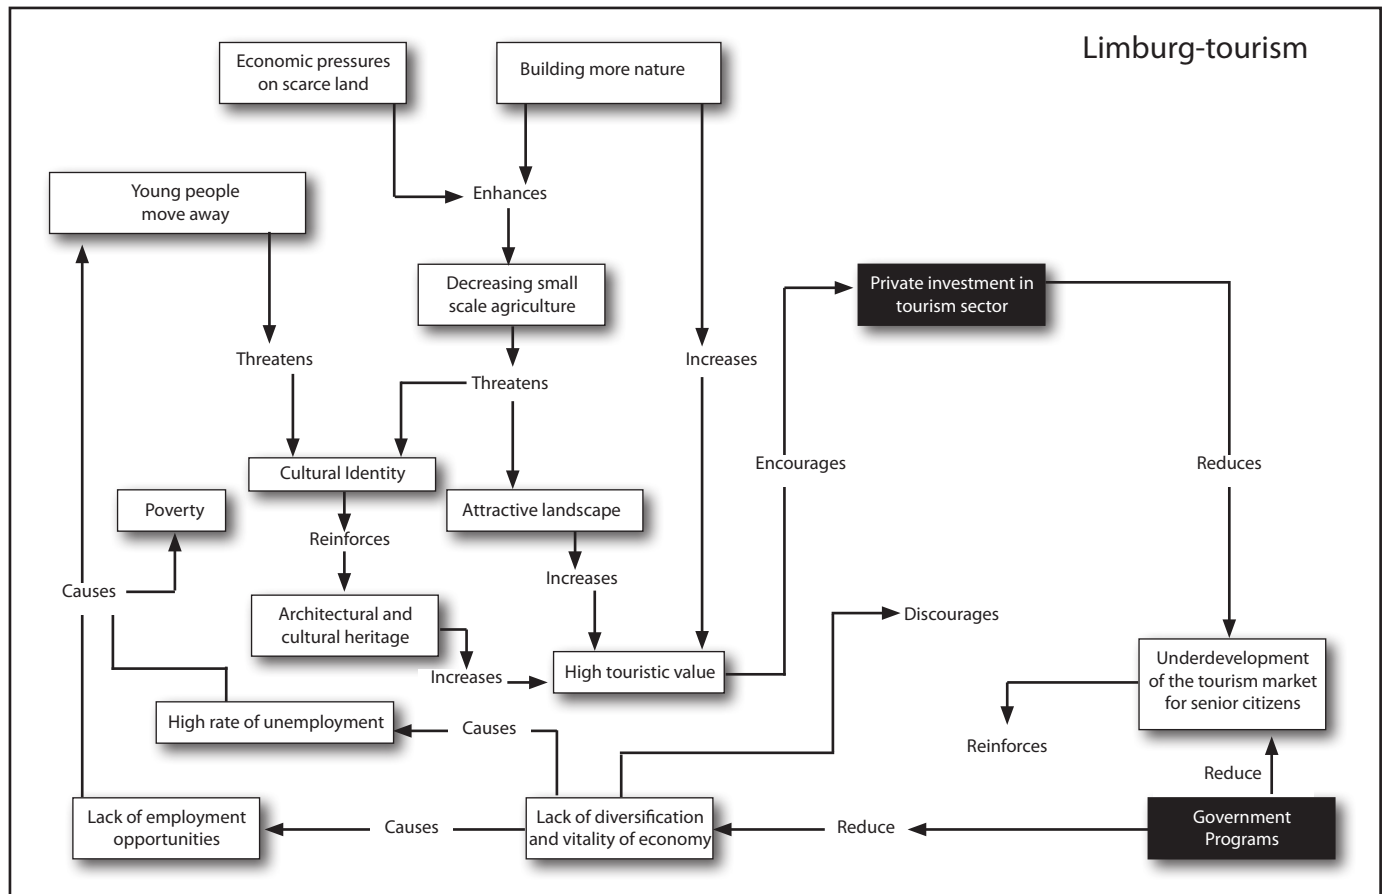 Limburg-tourism
Economic pressures
on scarce land
Building more nature
Young people
move away
Enhances
Decreasing small
scale agriculture
Private investment in
tourism sector
Threatens
Increases
Threatens
Encourages
Reduces
Cultural Identity
Poverty
Attractive landscape
Reinforces
Increases
Causes
Architectural and
cultural heritage
Discourages
Increases
High touristic value
Underdevelopment
of the tourism market
for senior citizens
High rate of unemployment
Causes
Reinforces
Reduce
Lack of employment
opportunities
Causes
Lack of diversification
and vitality of economy
Reduce
Government
Programs